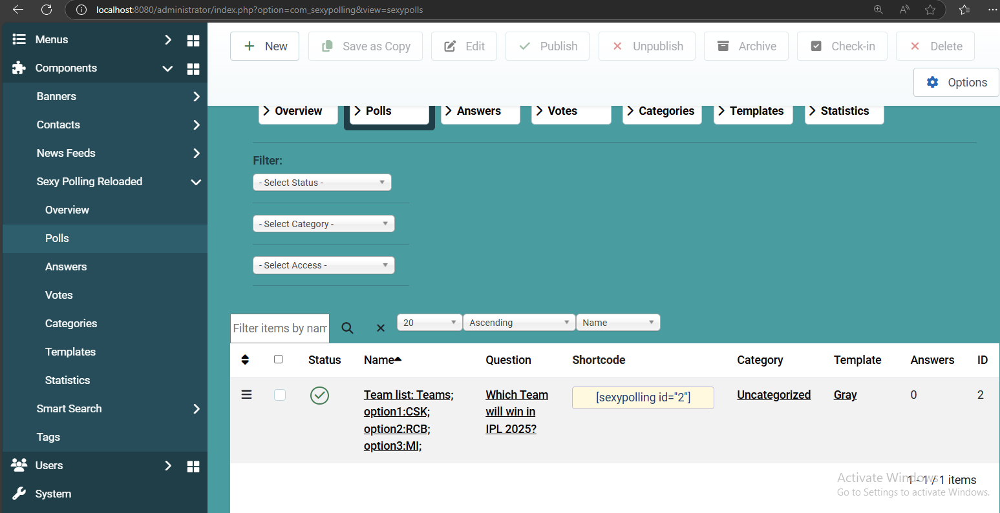 localhost:8080/administrator/index.php?option=com_sexypolling&view=sexypolls
Menus
Components
Banners
Contacts
News Feeds
Sexy Polling Reloaded
Overview
Polls
Answers
Votes
Categories
Templates
Statistics
Smart Search
Tags
Users
System
New Save as Copy Edit Publish Unpublish Archive Check-in Delete
Options
Overview Polls Answers Votes Categories Templates Statistics
Filter:
- Select Status -
- Select Category -
- Select Access -
Filter items by nam 20 Ascending Name
Status Name Question Shortcode Category Template Answers ID
Team list: Teams; Which Team [sexypolling id="2"] Uncategorized Gray 0 2
option1:CSK; will win in
option2:RCB; IPL 2025?
option3:MI;
1 - 1 / 1 items
Activate Windows
Go to Settings to activate Windows.